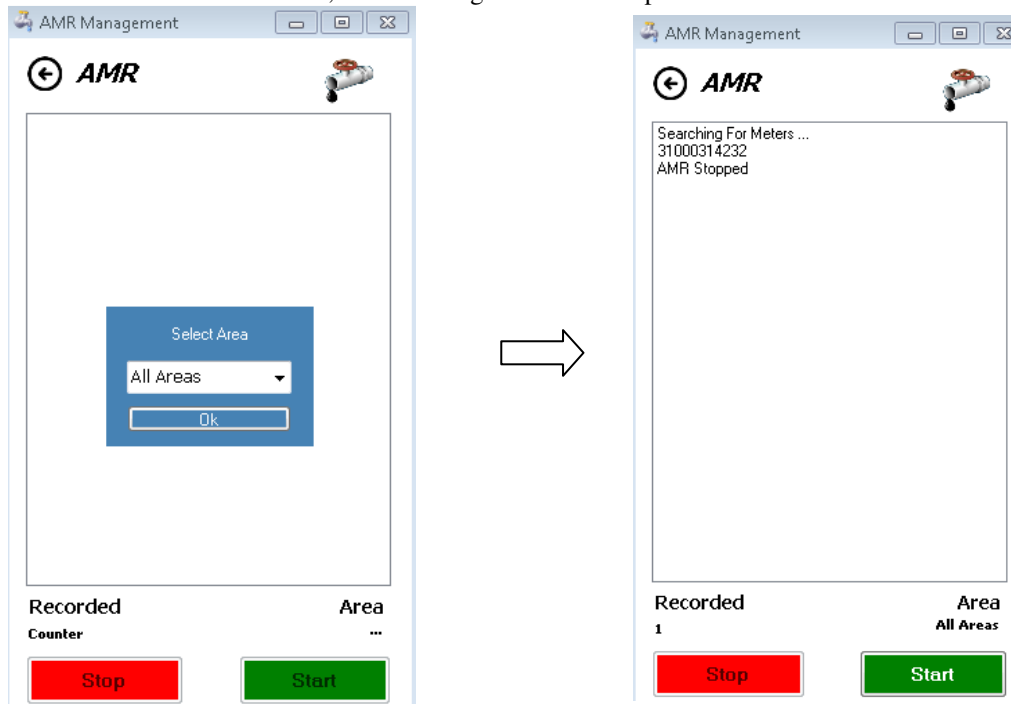 AMR Management
AMR
Select Area
All Areas
Ok
Recorded
Area
Counter
...
Stop
Start
AMR Management
AMR
Searching For Meters ...
31000314232
AMR Stopped
Recorded
Area
1
All Areas
Stop
Start